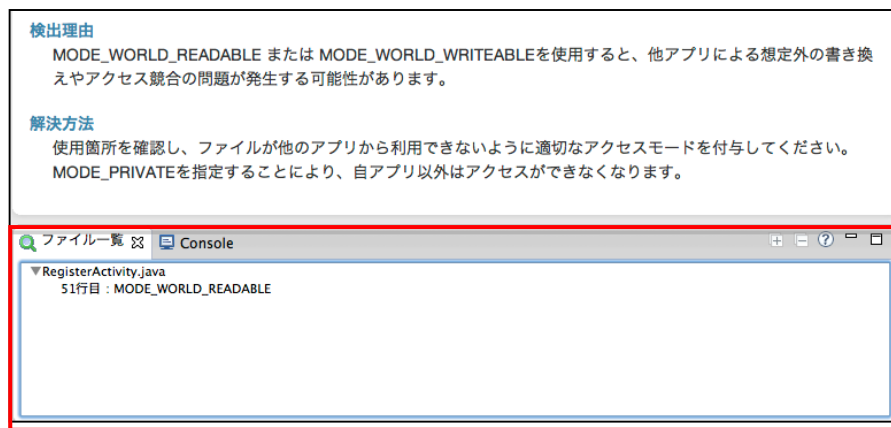 検出理由
MODE_WORLD_READABLE または MODE_WORLD_WRITEABLEを使用すると、他アプリによる想定外の書き換
えやアクセス競合の問題が発生する可能性があります。
解決方法
使用箇所を確認し、ファイルが他のアプリから利用できないように適切なアクセスモードを付与してください。
MODE_PRIVATEを指定することにより、自アプリ以外はアクセスができなくなります。
ファイル一覧 Console
RegisterActivity.java
51行目：MODE_WORLD_READABLE